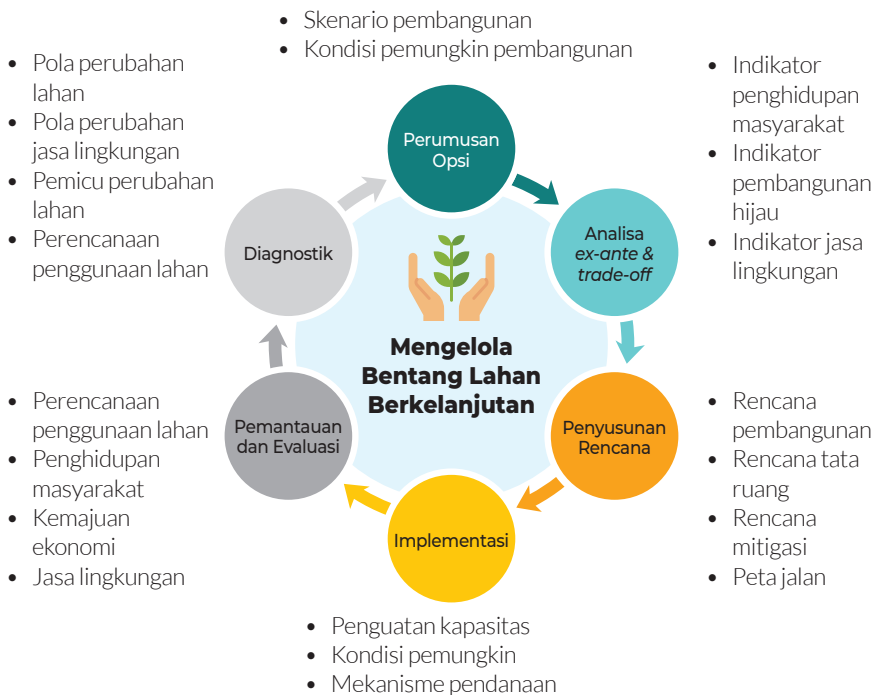 • Skenario pembangunan
• Kondisi pemungkin pembangunan
• Pola perubahan
lahan
• Pola perubahan
jasa lingkungan
• Pemicu perubahan
lahan
• Perencanaan
penggunaan lahan
• Indikator
penghidupan
masyarakat
• Indikator
pembangunan
hijau
• Indikator jasa
lingkungan
Perumusan
Opsi
Diagnostik
Analisa
ex-ante &
trade-off
Mengelola
Bentang Lahan
Berkelanjutan
Pemantauan
dan Evaluasi
Penyusunan
Rencana
Implementasi
• Perencanaan
penggunaan lahan
• Penghidupan
masyarakat
• Kemajuan
ekonomi
• Jasa lingkungan
• Rencana
pembangunan
• Rencana tata
ruang
• Rencana
mitigasi
• Peta jalan
• Penguatan kapasitas
• Kondisi pemungkin
• Mekanisme pendanaan